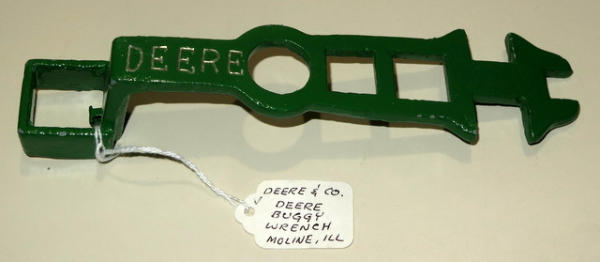 DEERE
DEERE & CO.
DEERE
BUGGY
WRENCH
MOLINE, ILL